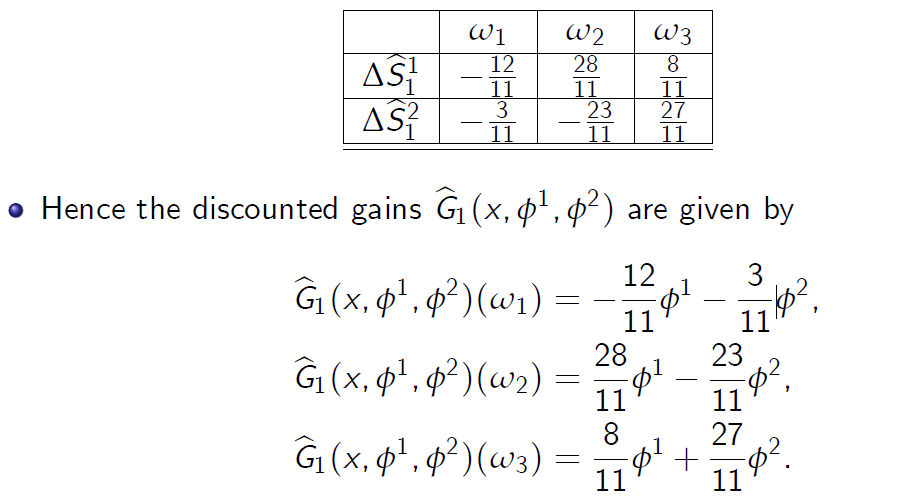 ω₁ ω₂ ω₃
ΔŜ₁¹ −12/11 28/11 8/11
ΔŜ₁² −3/11 −23/11 27/11
• Hence the discounted gains Ĝ₁(x, ϕ¹, ϕ²) are given by
Ĝ₁(x, ϕ¹, ϕ²)(ω₁) = −12/11 ϕ¹ − 3/11 ϕ²,
Ĝ₁(x, ϕ¹, ϕ²)(ω₂) = 28/11 ϕ¹ − 23/11 ϕ²,
Ĝ₁(x, ϕ¹, ϕ²)(ω₃) = 8/11 ϕ¹ + 27/11 ϕ².